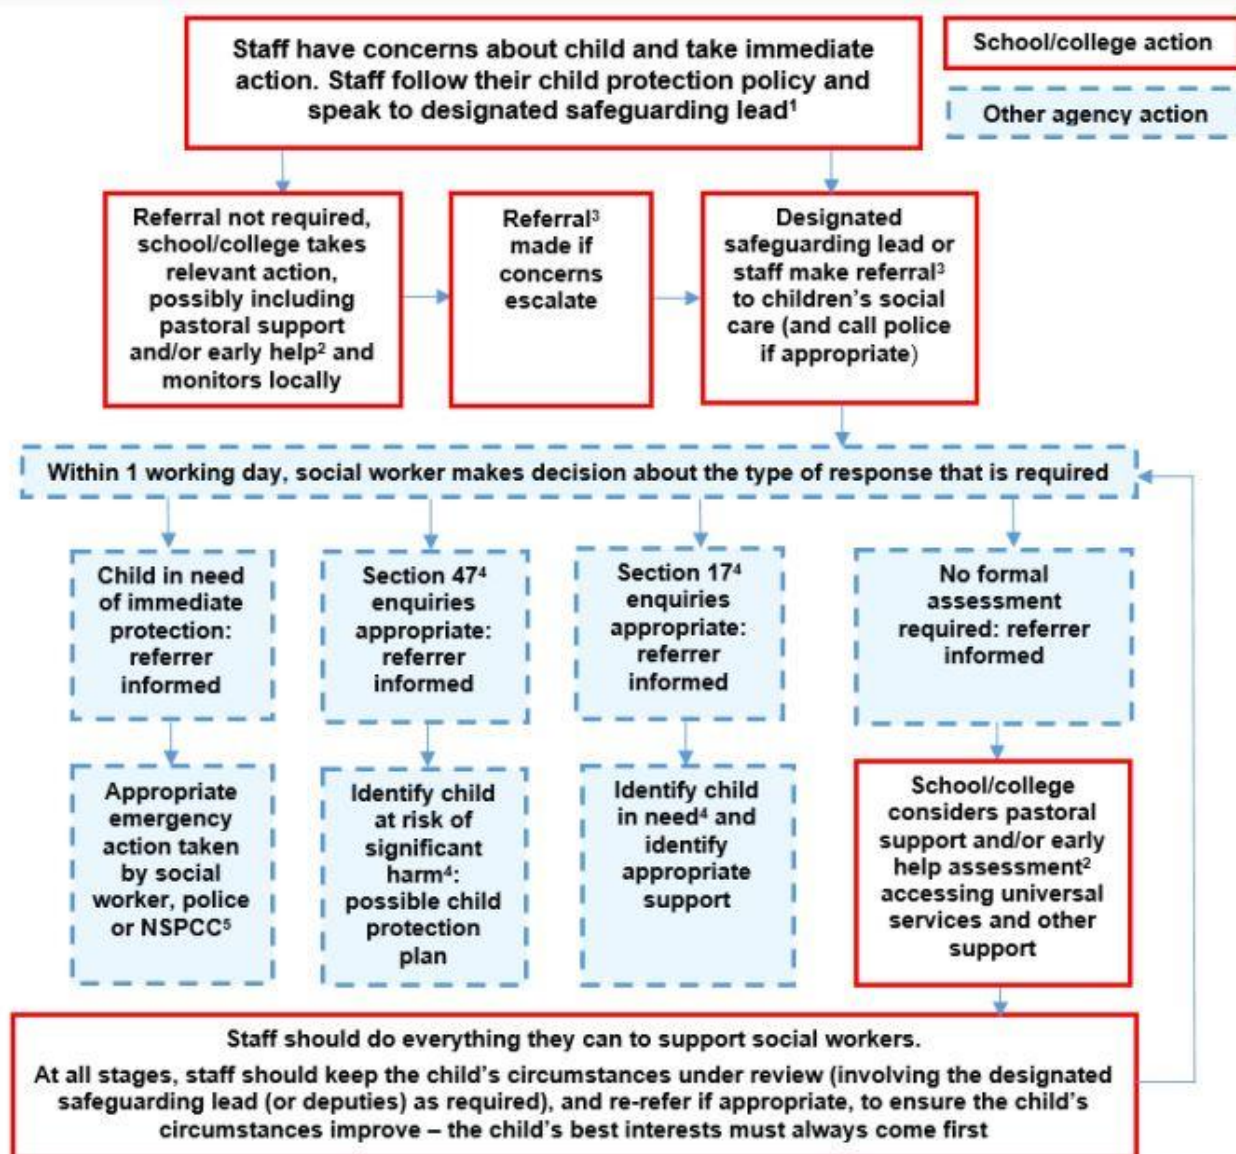 Staff have concerns about child and take immediate
action. Staff follow their child protection policy and
speak to designated safeguarding lead¹
School/college action
Other agency action
Referral not required,
school/college takes
relevant action,
possibly including
pastoral support
and/or early help² and
monitors locally
Referral³
made if
concerns
escalate
Designated
safeguarding lead or
staff make referral³
to children’s social
care (and call police
if appropriate)
Within 1 working day, social worker makes decision about the type of response that is required
Child in need
of immediate
protection:
referrer
informed
Section 47⁴
enquiries
appropriate:
referrer
informed
Section 17⁴
enquiries
appropriate:
referrer
informed
No formal
assessment
required: referrer
informed
Appropriate
emergency
action taken
by social
worker, police
or NSPCC⁵
Identify child
at risk of
significant
harm⁴:
possible child
protection
plan
Identify child
in need⁴ and
identify
appropriate
support
School/college
considers pastoral
support and/or early
help assessment²
accessing universal
services and other
support
Staff should do everything they can to support social workers.
At all stages, staff should keep the child’s circumstances under review (involving the designated
safeguarding lead (or deputies) as required), and re-refer if appropriate, to ensure the child’s
circumstances improve – the child’s best interests must always come first